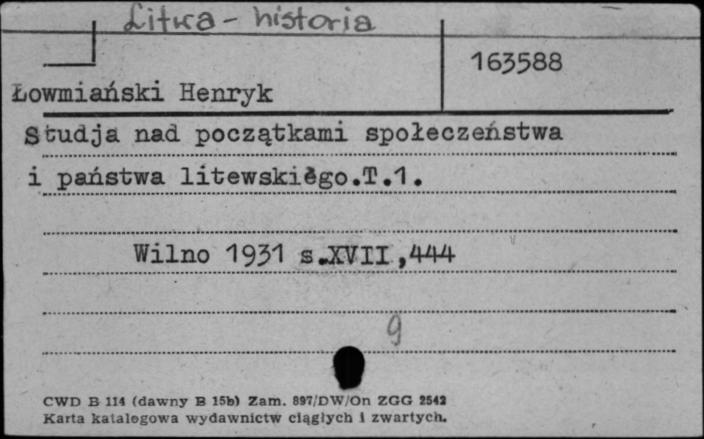 Litwa - historia
163588
Łowmiański Henryk
Studja nad początkami społeczeństwa
i państwa litewskiego.T.1.
Wilno 1931 s.XVII,444
9
CWD B 114 (dawny B 15b) Zam. 897/DW/On ZGG 2542
Karta katalogowa wydawnictw ciągłych i zwartych.